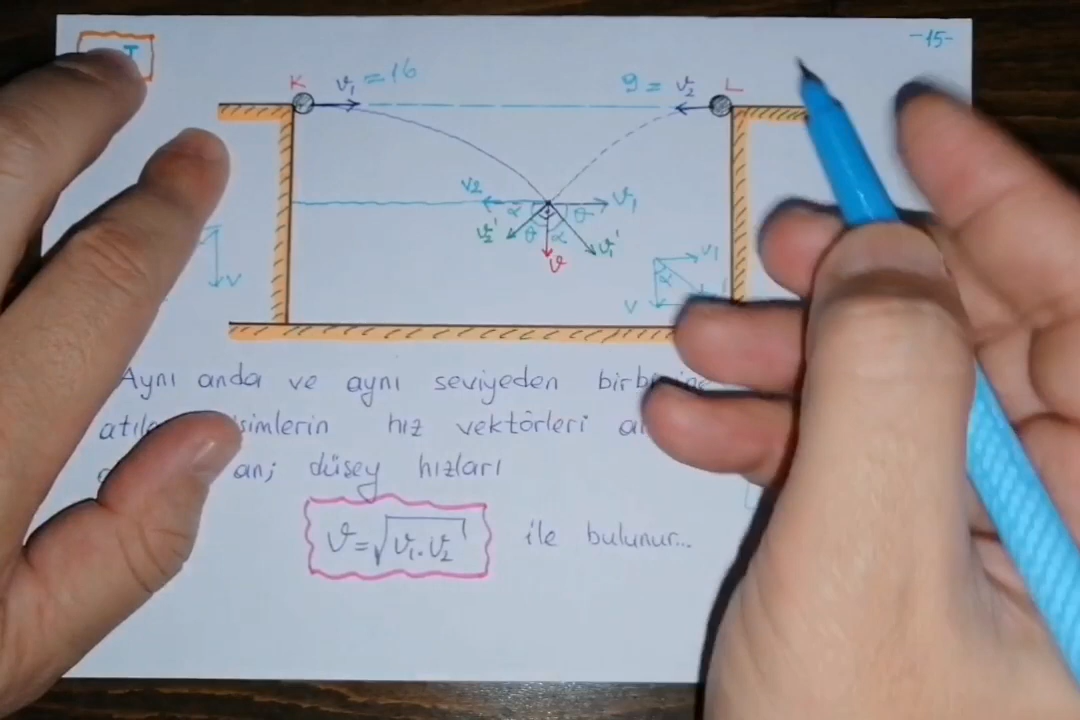 -15-
K v₁ = 16 9 = v₂ L
v₂ α θ v₁
v₂' θ α v₁'
v
v
α v₁
v
Aynı anda ve aynı seviyeden
hız vektörleri
an; düşey hızları
v = √v₁.v₂ ile bulunur...